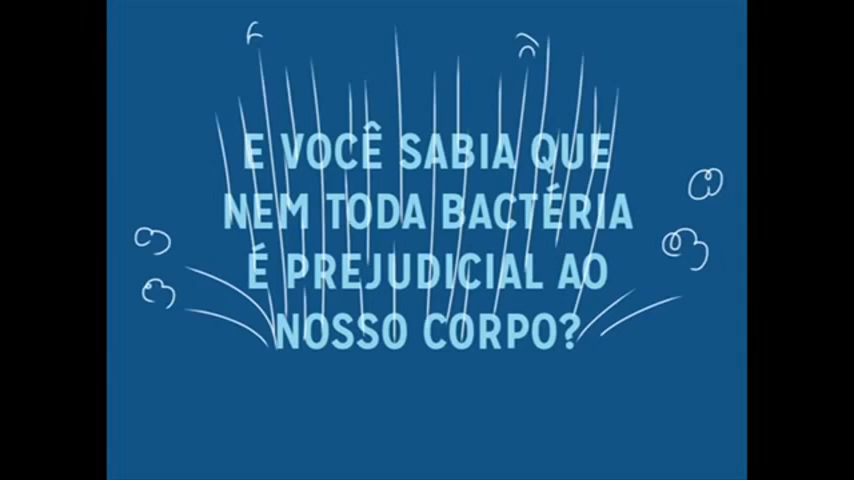 E VOCÊ SABIA QUE
NEM TODA BACTÉRIA
É PREJUDICIAL AO
NOSSO CORPO?